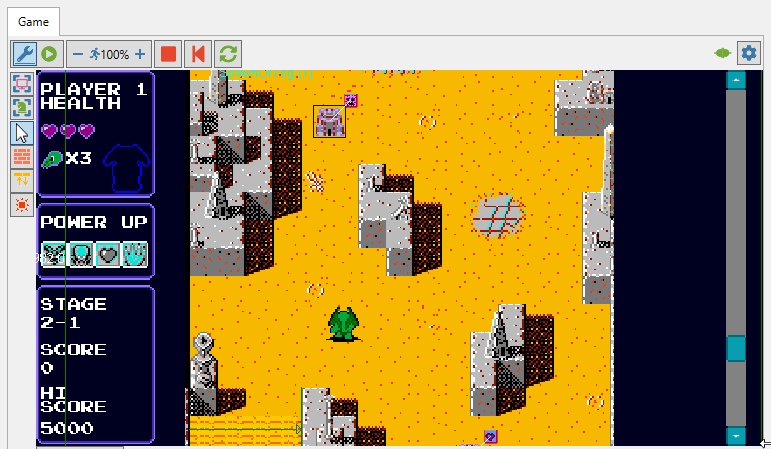 Game
100%
PLAYER 1
HEALTH
X3
POWER UP
STAGE
2-1
SCORE
0
HI
SCORE
5000